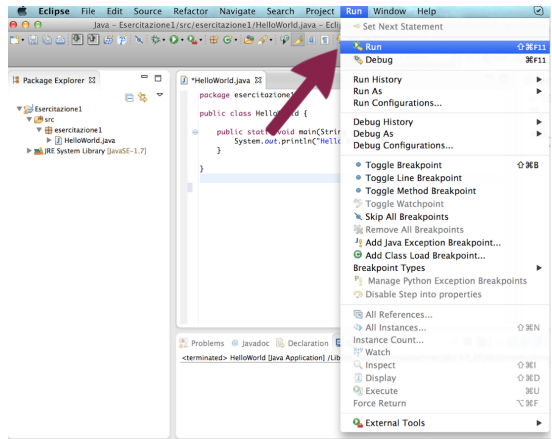 Eclipse File Edit Source Refactor Navigate Search Project Run Window Help
Java – Esercitazione1/src/esercitazione1/HelloWorld.java – Ecli
Package Explorer
Esercitazione1
src
esercitazione1
HelloWorld.java
JRE System Library [JavaSE-1.7]
*HelloWorld.java
package esercitazione1
public class HelloWorld {
public static void main(Strin
System.out.println("Hello
}
}
Problems Javadoc Declaration
<terminated> HelloWorld [Java Application] /Lib
Set Next Statement
Run ⇧⌘F11
Debug ⌘F11
Run History
Run As
Run Configurations...
Debug History
Debug As
Debug Configurations...
Toggle Breakpoint ⇧⌘B
Toggle Line Breakpoint
Toggle Method Breakpoint
Toggle Watchpoint
Skip All Breakpoints
Remove All Breakpoints
Add Java Exception Breakpoint...
Add Class Load Breakpoint...
Breakpoint Types
Manage Python Exception Breakpoints
Disable Step into properties
All References...
All Instances... ⇧⌘N
Instance Count...
Watch
Inspect ⇧⌘I
Display ⇧⌘D
Execute ⌘U
Force Return ⌥⌘F
External Tools